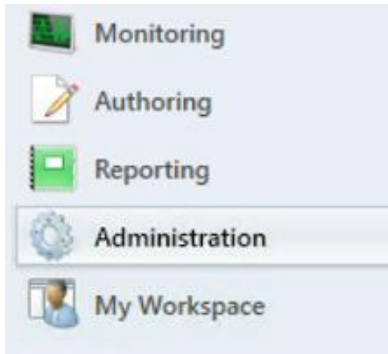 Monitoring
Authoring
Reporting
Administration
My Workspace